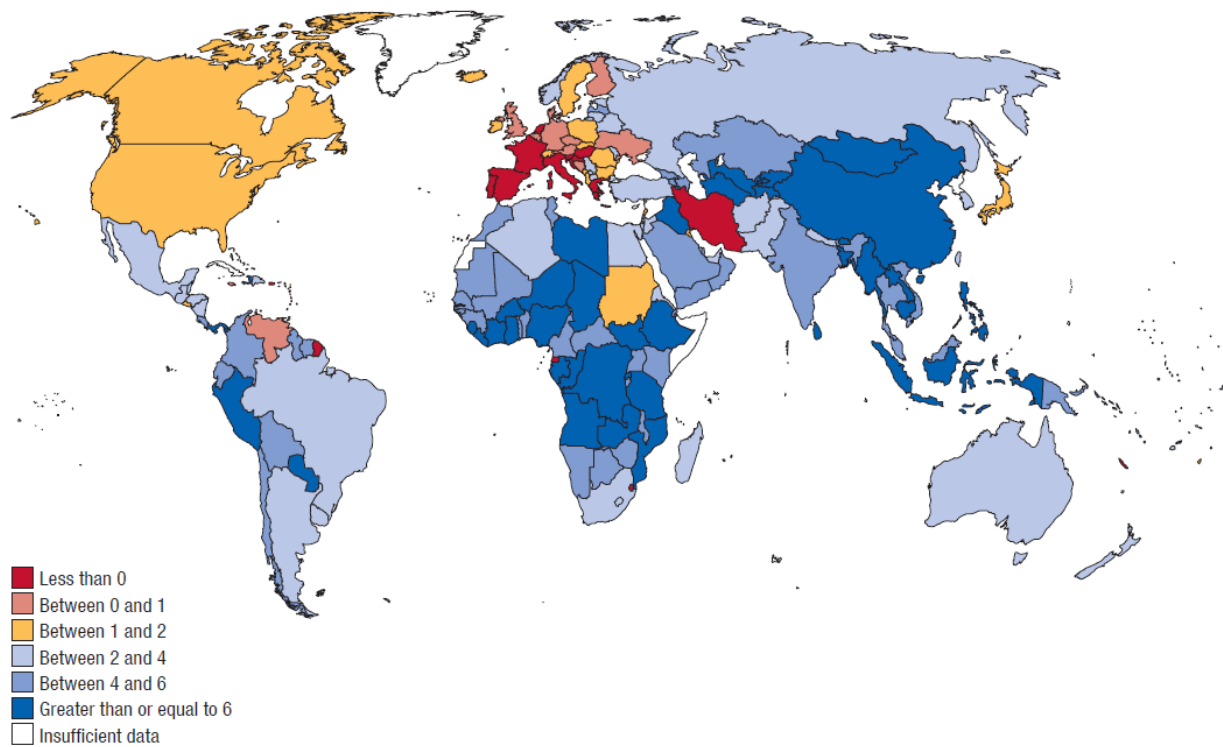 Less than 0
Between 0 and 1
Between 1 and 2
Between 2 and 4
Between 4 and 6
Greater than or equal to 6
Insufficient data